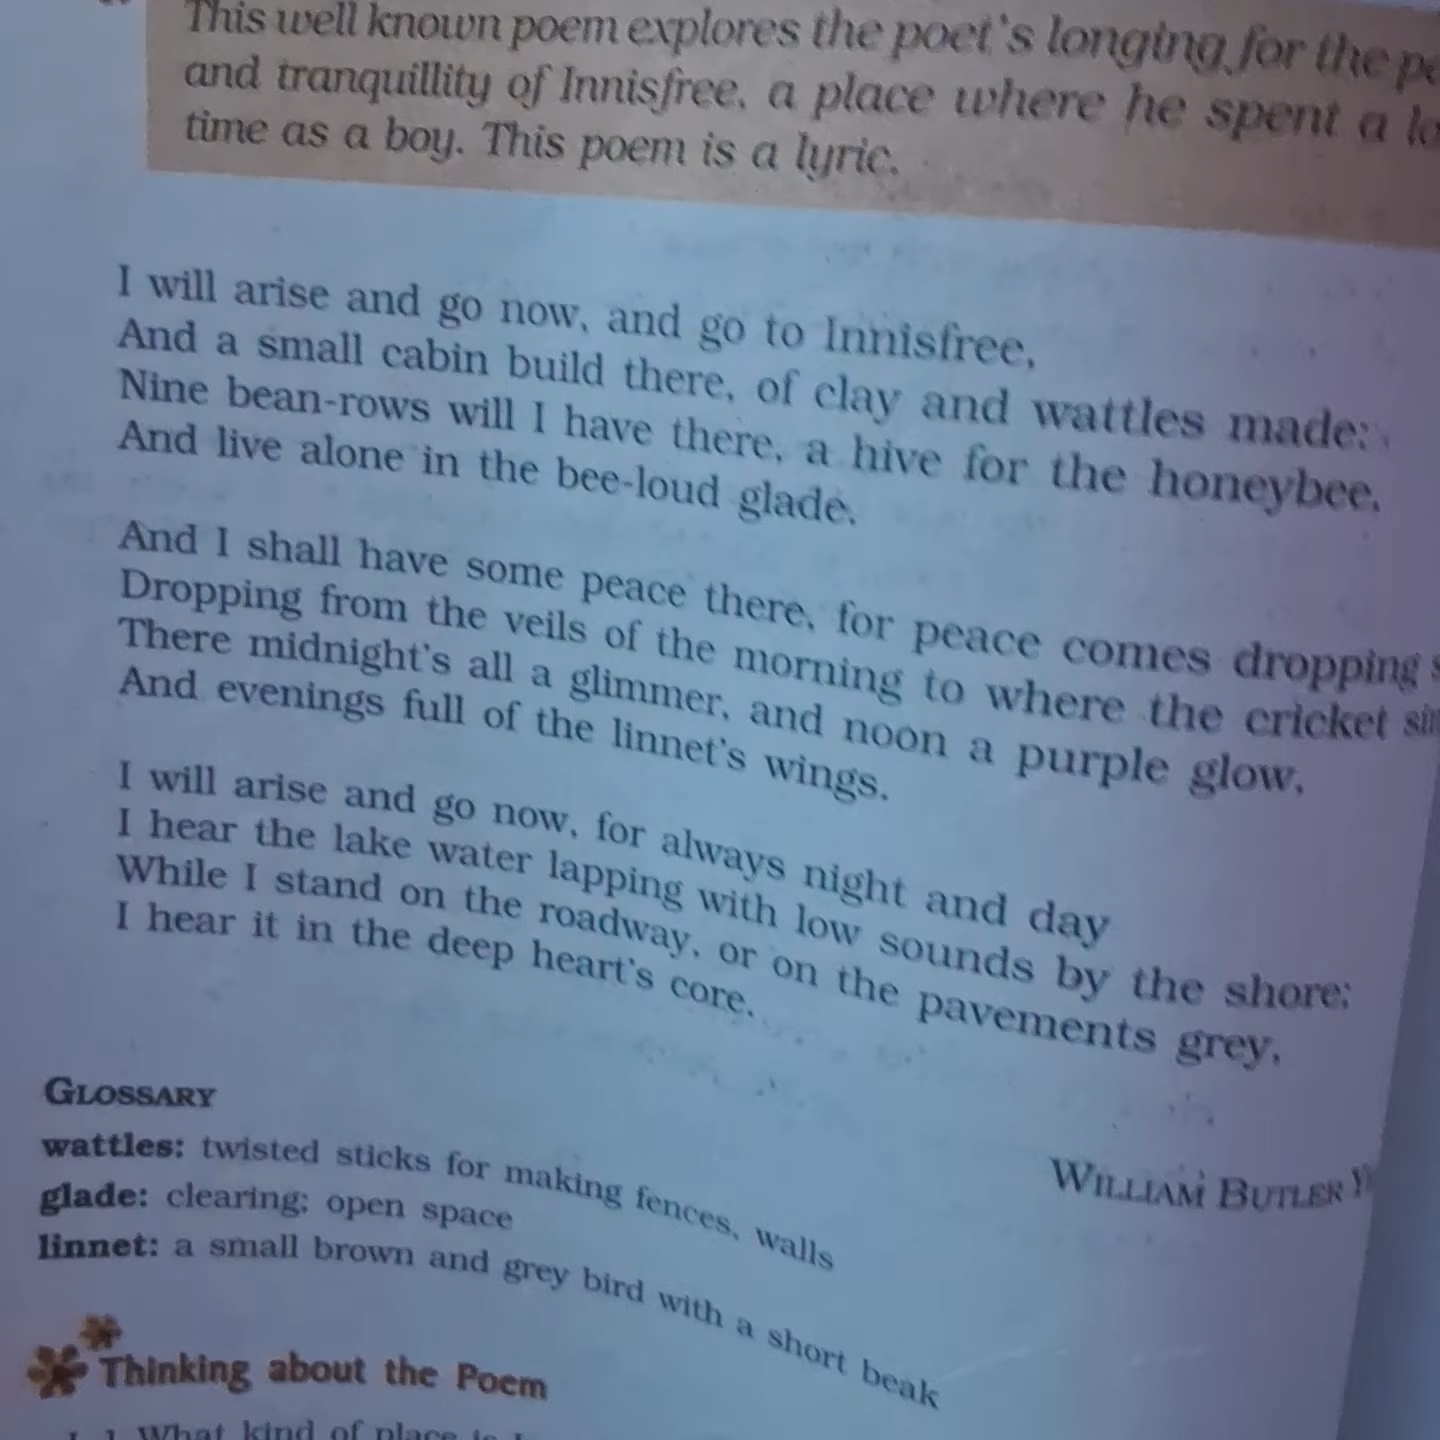 This well known poem explores the poet's longing for the
and tranquillity of Innisfree, a place where he spent a
time as a boy. This poem is a lyric.
I will arise and go now, and go to Innisfree,
And a small cabin build there, of clay and wattles made:
Nine bean-rows will I have there, a hive for the honeybee,
And live alone in the bee-loud glade.
And I shall have some peace there, for peace comes dropping
Dropping from the veils of the morning to where the cricket
There midnight's all a glimmer, and noon a purple glow,
And evenings full of the linnet's wings.
I will arise and go now, for always night and day
I hear the lake water lapping with low sounds by the shore;
While I stand on the roadway, or on the pavements grey,
I hear it in the deep heart's core.
WILLIAM BUTLER
GLOSSARY
wattles: twisted sticks for making fences, walls
glade: clearing; open space
linnet: a small brown and grey bird with a short beak
Thinking about the Poem
What kind of place is